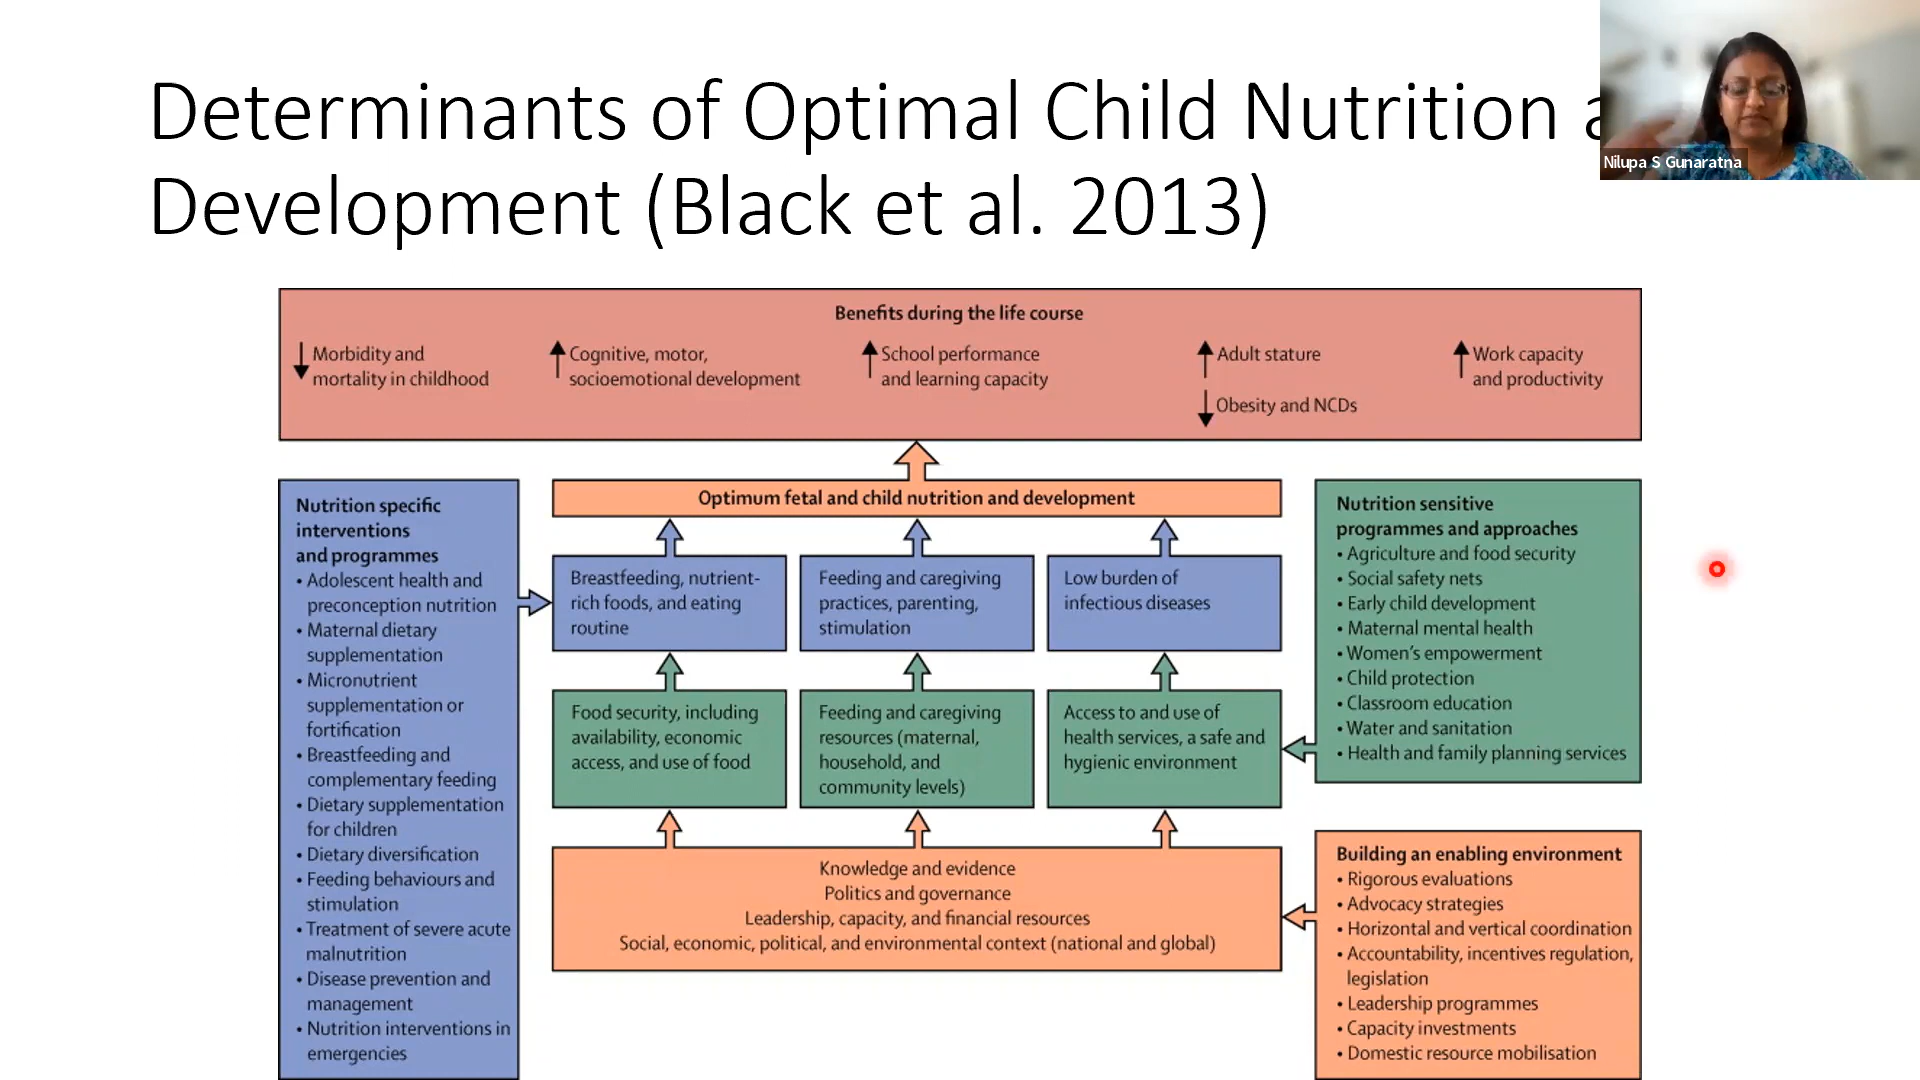 Determinants of Optimal Child Nutrition
Development (Black et al. 2013)
Nilupa S Gunaratna
Benefits during the life course
Morbidity and
mortality in childhood
Cognitive, motor,
socioemotional development
School performance
and learning capacity
Adult stature
Obesity and NCDs
Work capacity
and productivity
Nutrition specific
interventions
and programmes
• Adolescent health and
preconception nutrition
• Maternal dietary
supplementation
• Micronutrient
supplementation or
fortification
• Breastfeeding and
complementary feeding
• Dietary supplementation
for children
• Dietary diversification
• Feeding behaviours and
stimulation
• Treatment of severe acute
malnutrition
• Disease prevention and
management
• Nutrition interventions in
emergencies
Optimum fetal and child nutrition and development
Breastfeeding, nutrient-
rich foods, and eating
routine
Feeding and caregiving
practices, parenting,
stimulation
Low burden of
infectious diseases
Food security, including
availability, economic
access, and use of food
Feeding and caregiving
resources (maternal,
household, and
community levels)
Access to and use of
health services, a safe and
hygienic environment
Knowledge and evidence
Politics and governance
Leadership, capacity, and financial resources
Social, economic, political, and environmental context (national and global)
Nutrition sensitive
programmes and approaches
• Agriculture and food security
• Social safety nets
• Early child development
• Maternal mental health
• Women's empowerment
• Child protection
• Classroom education
• Water and sanitation
• Health and family planning services
Building an enabling environment
• Rigorous evaluations
• Advocacy strategies
• Horizontal and vertical coordination
• Accountability, incentives regulation,
legislation
• Leadership programmes
• Capacity investments
• Domestic resource mobilisation